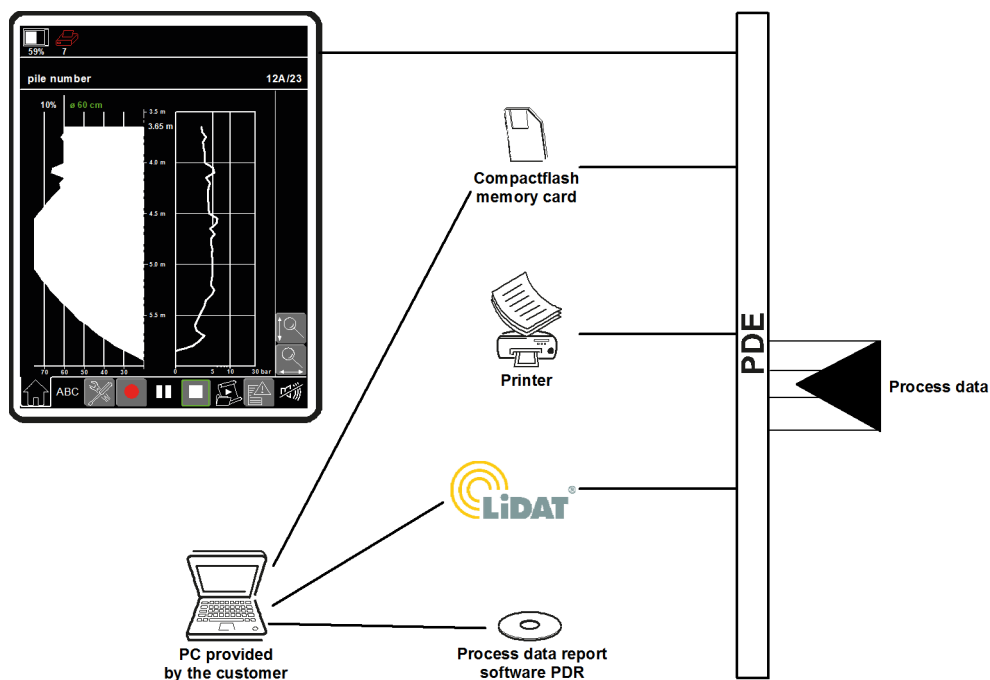 59%
7
pile number
12A/23
10%
ø 60 cm
3.5 m
3.65 m
4.0 m
4.5 m
5.0 m
5.5 m
70 60 50 40 30
0 5 10 30 bar
ABC
Compactflash
memory card
Printer
LiDAT®
PC provided
by the customer
Process data report
software PDR
PDE
Process data